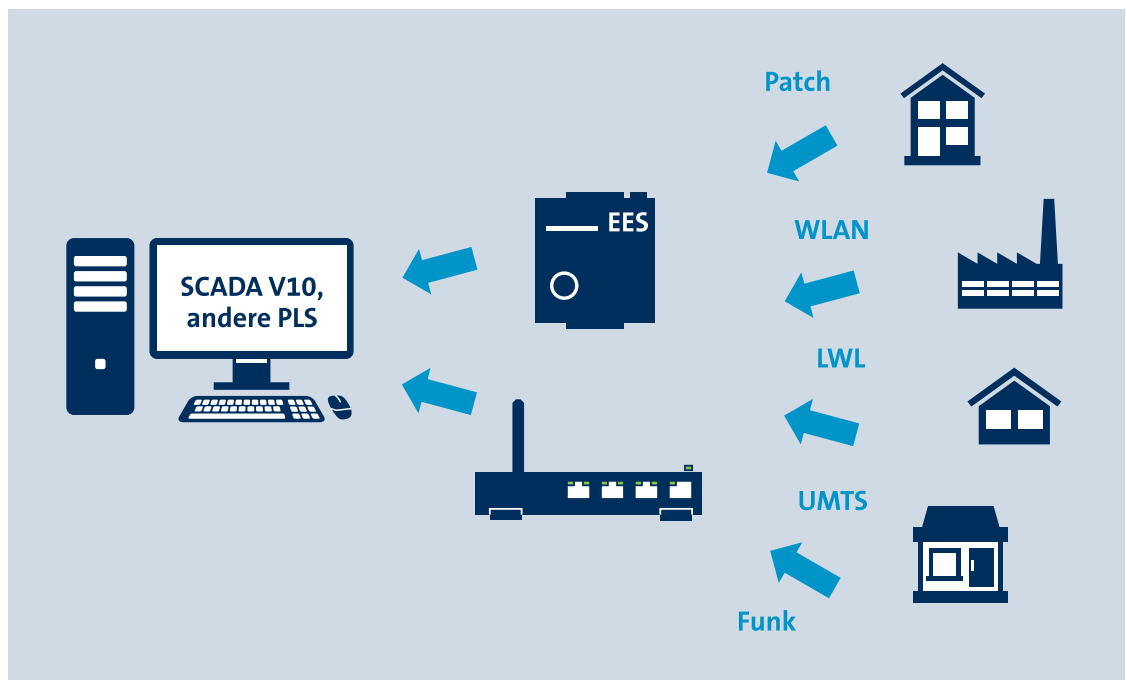 Patch
WLAN
EES
SCADA V10,
andere PLS
LWL
UMTS
Funk